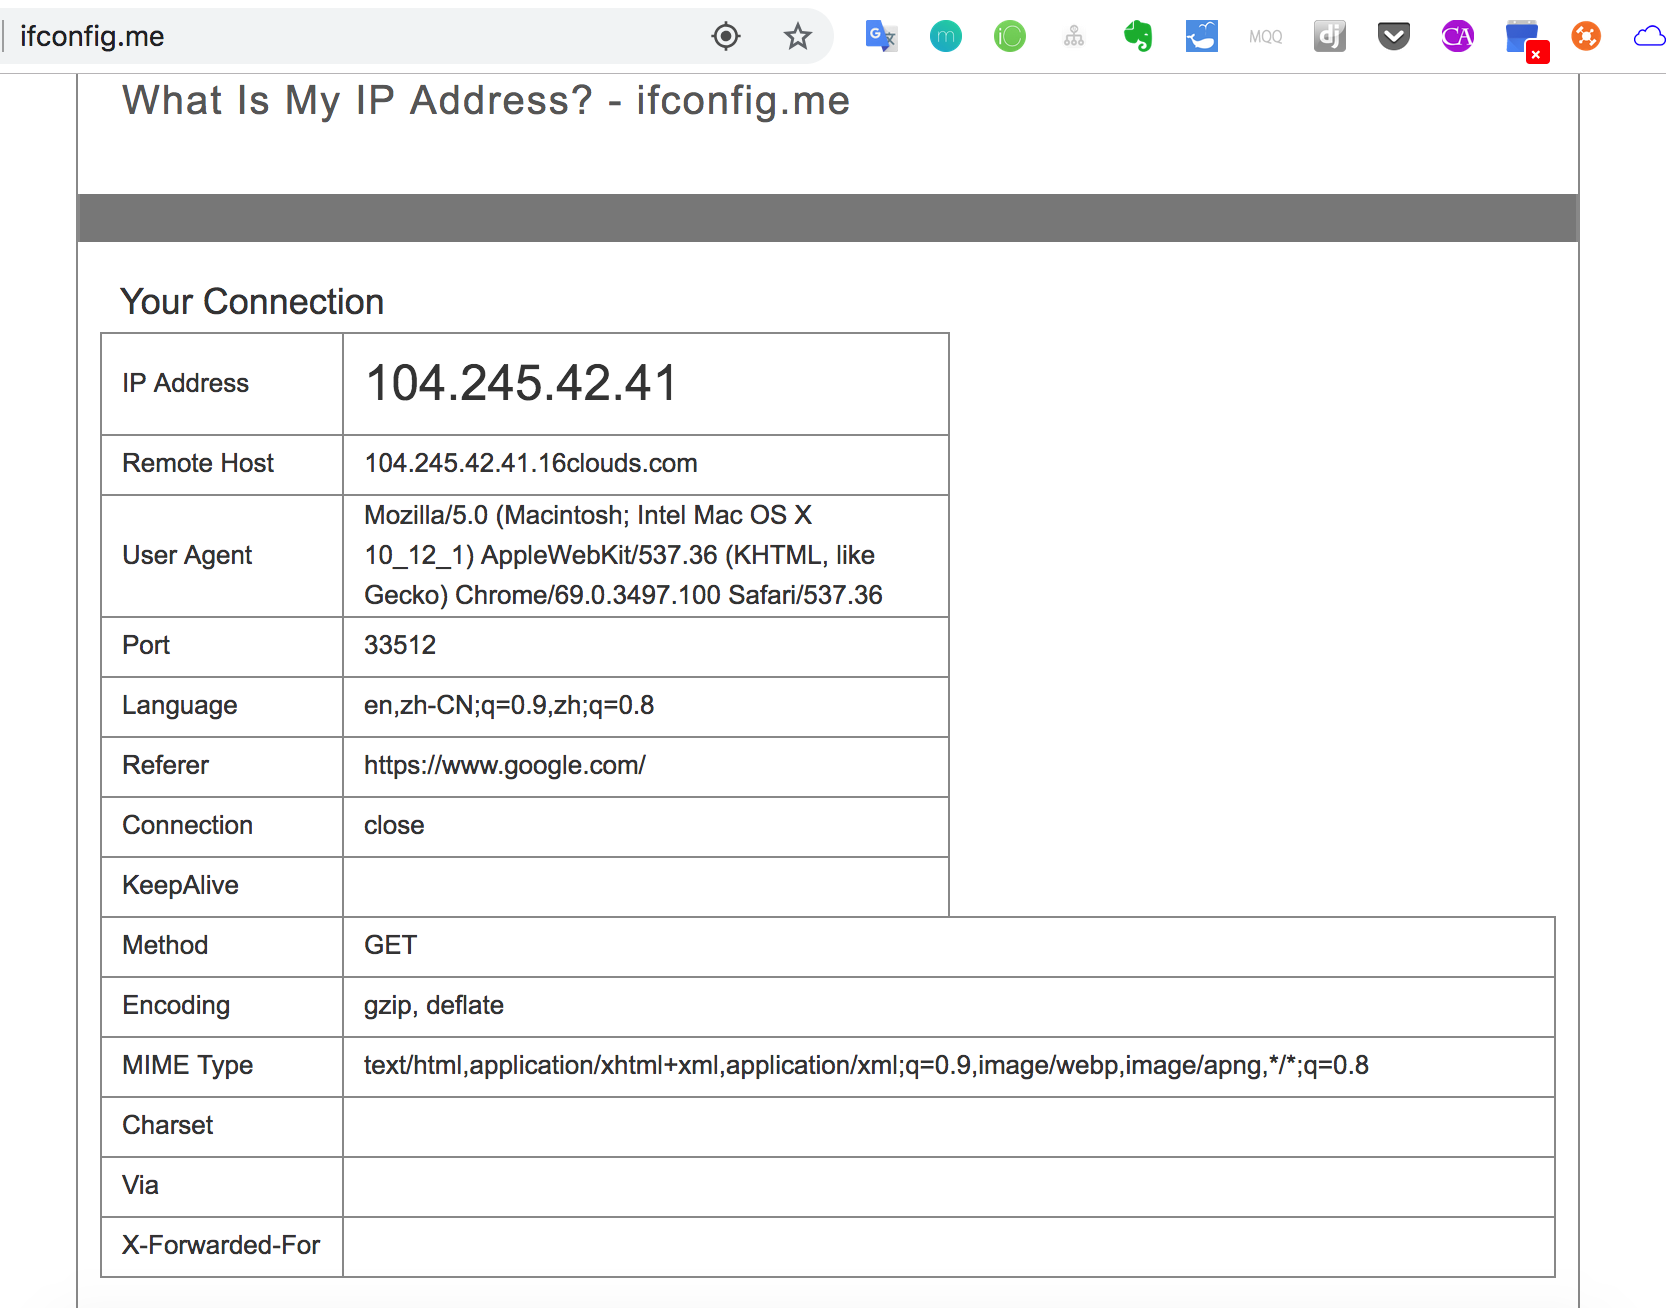 ifconfig.me
G 文
m
iC
MQQ
dj
CA
What Is My IP Address? - ifconfig.me
Your Connection
IP Address 104.245.42.41
Remote Host 104.245.42.41.16clouds.com
User Agent Mozilla/5.0 (Macintosh; Intel Mac OS X
10_12_1) AppleWebKit/537.36 (KHTML, like
Gecko) Chrome/69.0.3497.100 Safari/537.36
Port 33512
Language en,zh-CN;q=0.9,zh;q=0.8
Referer https://www.google.com/
Connection close
KeepAlive
Method GET
Encoding gzip, deflate
MIME Type text/html,application/xhtml+xml,application/xml;q=0.9,image/webp,image/apng,*/*;q=0.8
Charset
Via
X-Forwarded-For